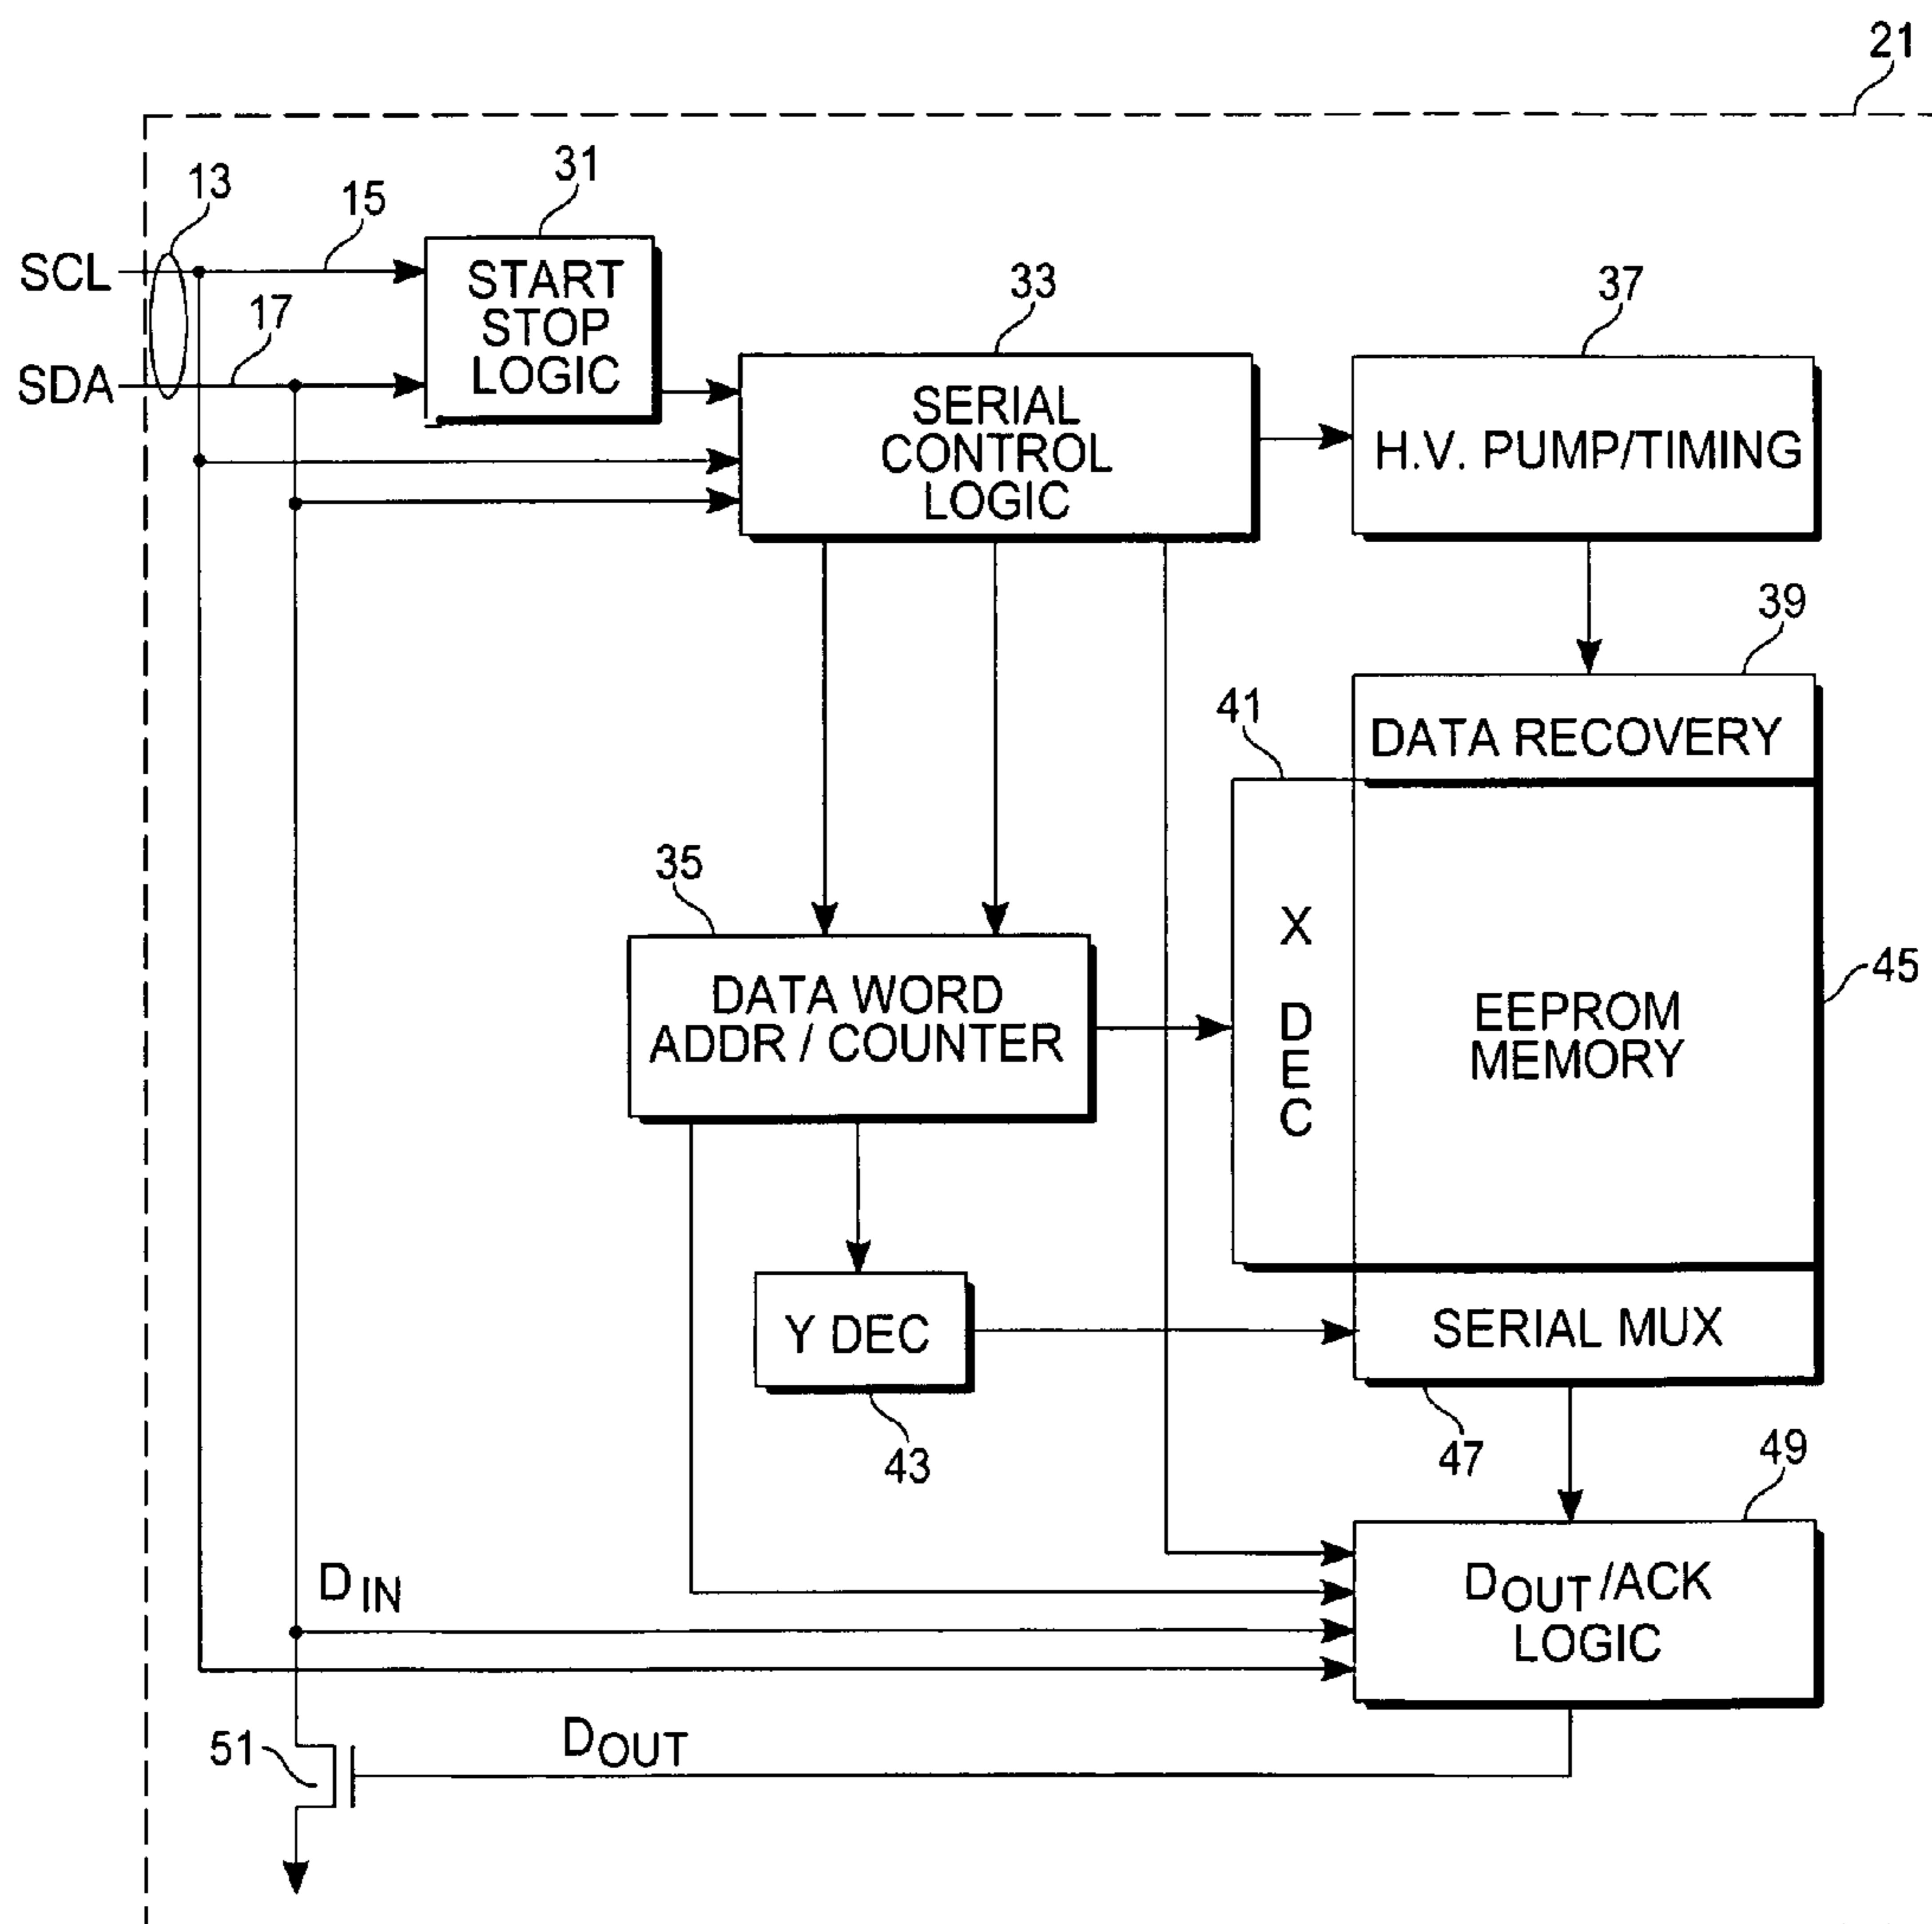 21
13
15
31
SCL
START
STOP
LOGIC
17
SDA
33
37
SERIAL
CONTROL
LOGIC
H.V. PUMP/TIMING
39
41
DATA RECOVERY
35
X
DEC
45
DATA WORD
ADDR / COUNTER
EEPROM
MEMORY
Y DEC
SERIAL MUX
43
47
49
DIN
DOUT/ACK
LOGIC
51
DOUT